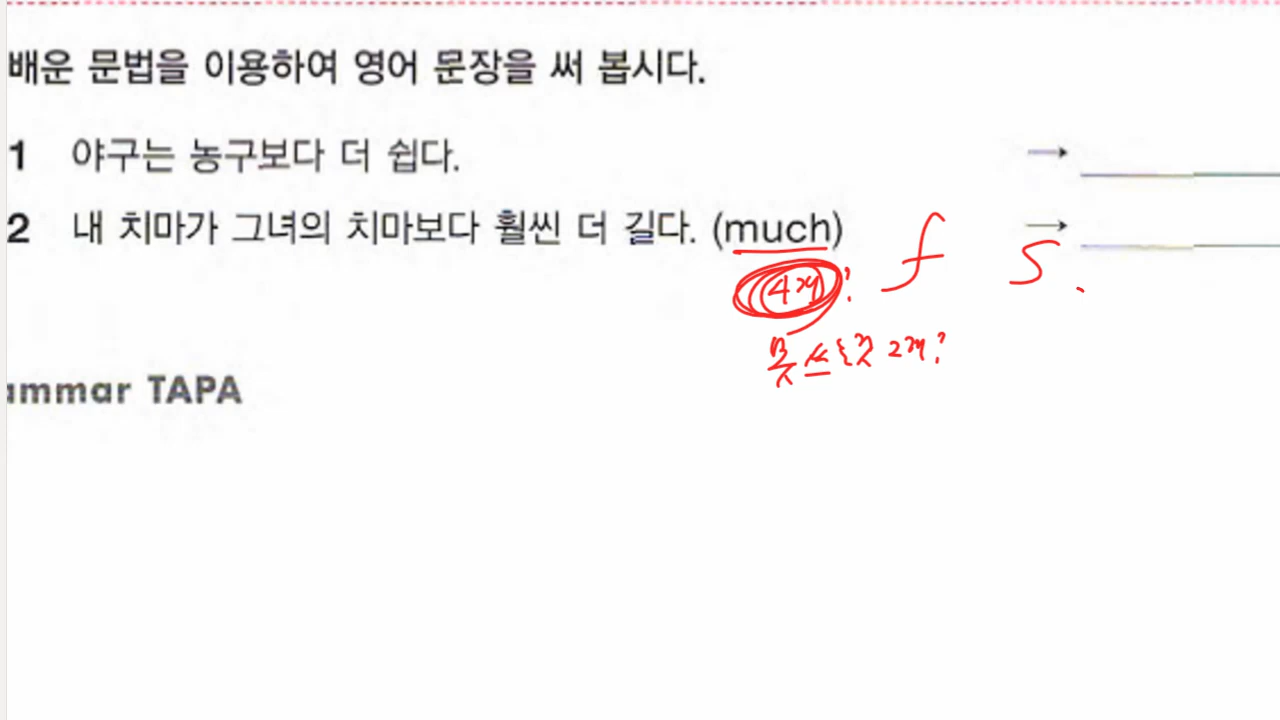 배운 문법을 이용하여 영어 문장을 써 봅시다.
1 야구는 농구보다 더 쉽다. →
2 내 치마가 그녀의 치마보다 훨씬 더 길다. (much) →
4개? f S.
못 쓰는것 2개?
ammar TAPA